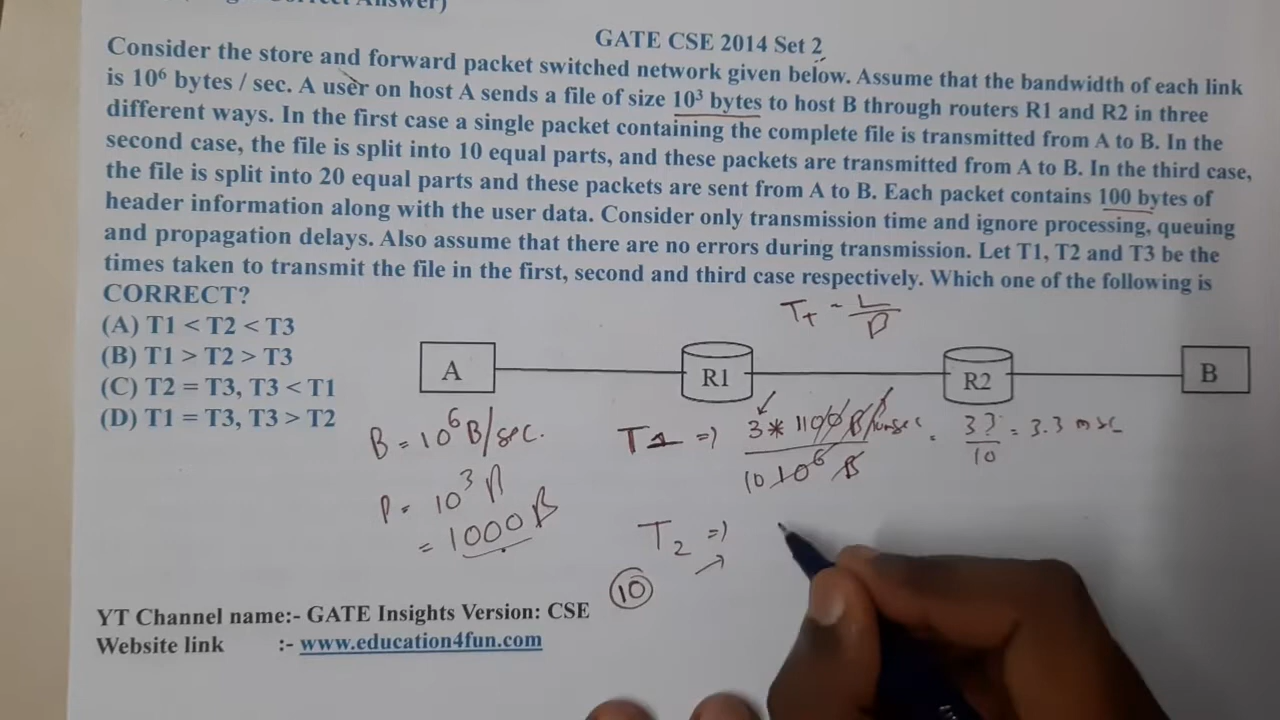 Correct Answer)
GATE CSE 2014 Set 2
Consider the store and forward packet switched network given below. Assume that the bandwidth of each link
is 10⁶ bytes / sec. A user on host A sends a file of size 10³ bytes to host B through routers R1 and R2 in three
different ways. In the first case a single packet containing the complete file is transmitted from A to B. In the
second case, the file is split into 10 equal parts, and these packets are transmitted from A to B. In the third case,
the file is split into 20 equal parts and these packets are sent from A to B. Each packet contains 100 bytes of
header information along with the user data. Consider only transmission time and ignore processing, queuing
and propagation delays. Also assume that there are no errors during transmission. Let T1, T2 and T3 be the
times taken to transmit the file in the first, second and third case respectively. Which one of the following is
CORRECT?
(A) T1 < T2 < T3
(B) T1 > T2 > T3
(C) T2 = T3, T3 < T1
(D) T1 = T3, T3 > T2
A R1 R2 B
B = 10⁶ B/sec.
P = 10³ B
= 1000 B
T1 => 3 * 1100 B
10 10⁶ B
= 33/10 = 3.3 msec
T2 =>
10
YT Channel name:- GATE Insights Version: CSE
Website link :- www.education4fun.com